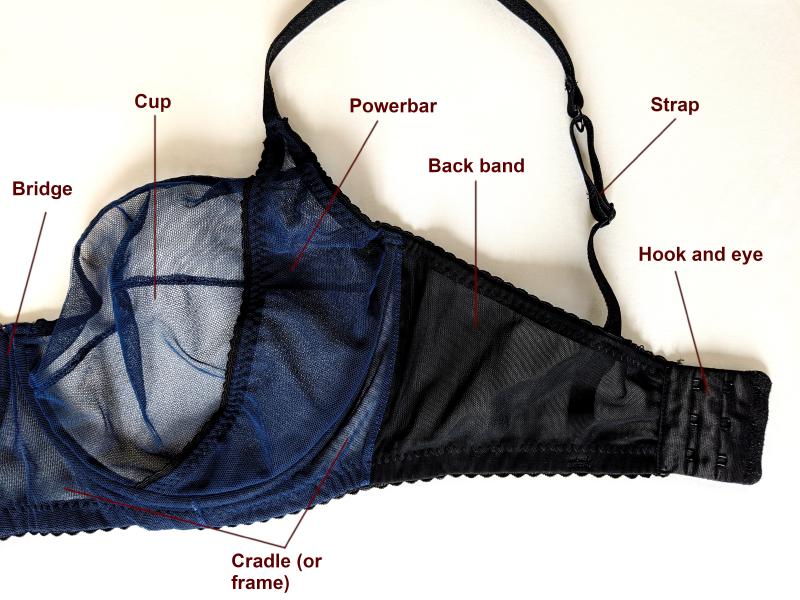 Cup
Powerbar
Strap
Back band
Bridge
Hook and eye
Cradle (or
frame)